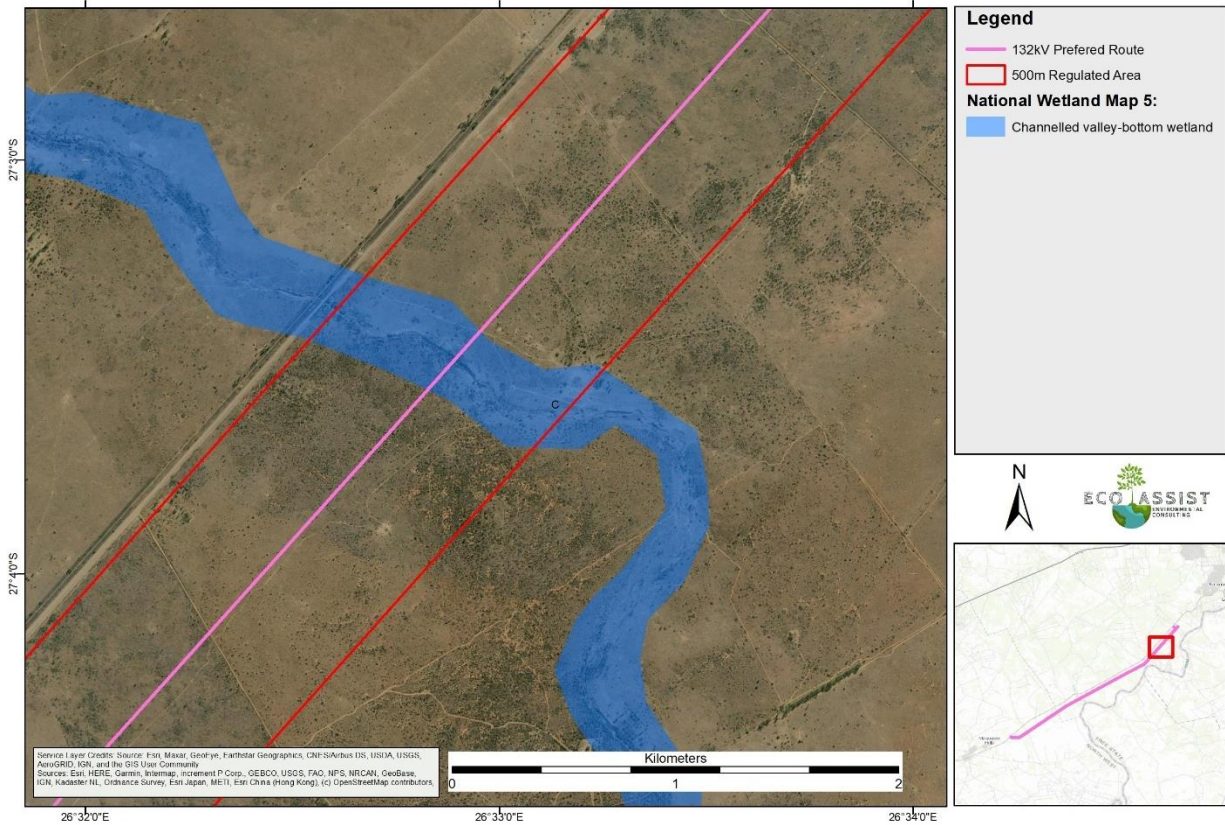 Legend
132kV Prefered Route
500m Regulated Area
National Wetland Map 5:
Channelled valley-bottom wetland
N
ECO ASSIST
ENVIRONMENTAL
CONSULTING
27°3'0"S
27°4'0"S
C
Service Layer Credits: Source: Esri, Maxar, GeoEye, Earthstar Geographics, CNES/Airbus DS, USDA, USGS,
AeroGRID, IGN, and the GIS User Community
Sources: Esri, HERE, Garmin, Intermap, increment P Corp., GEBCO, USGS, FAO, NPS, NRCAN, GeoBase,
IGN, Kadaster NL, Ordnance Survey, Esri Japan, METI, Esri China (Hong Kong), (c) OpenStreetMap contributors,
Kilometers
0 1 2
26°32'0"E 26°33'0"E 26°34'0"E